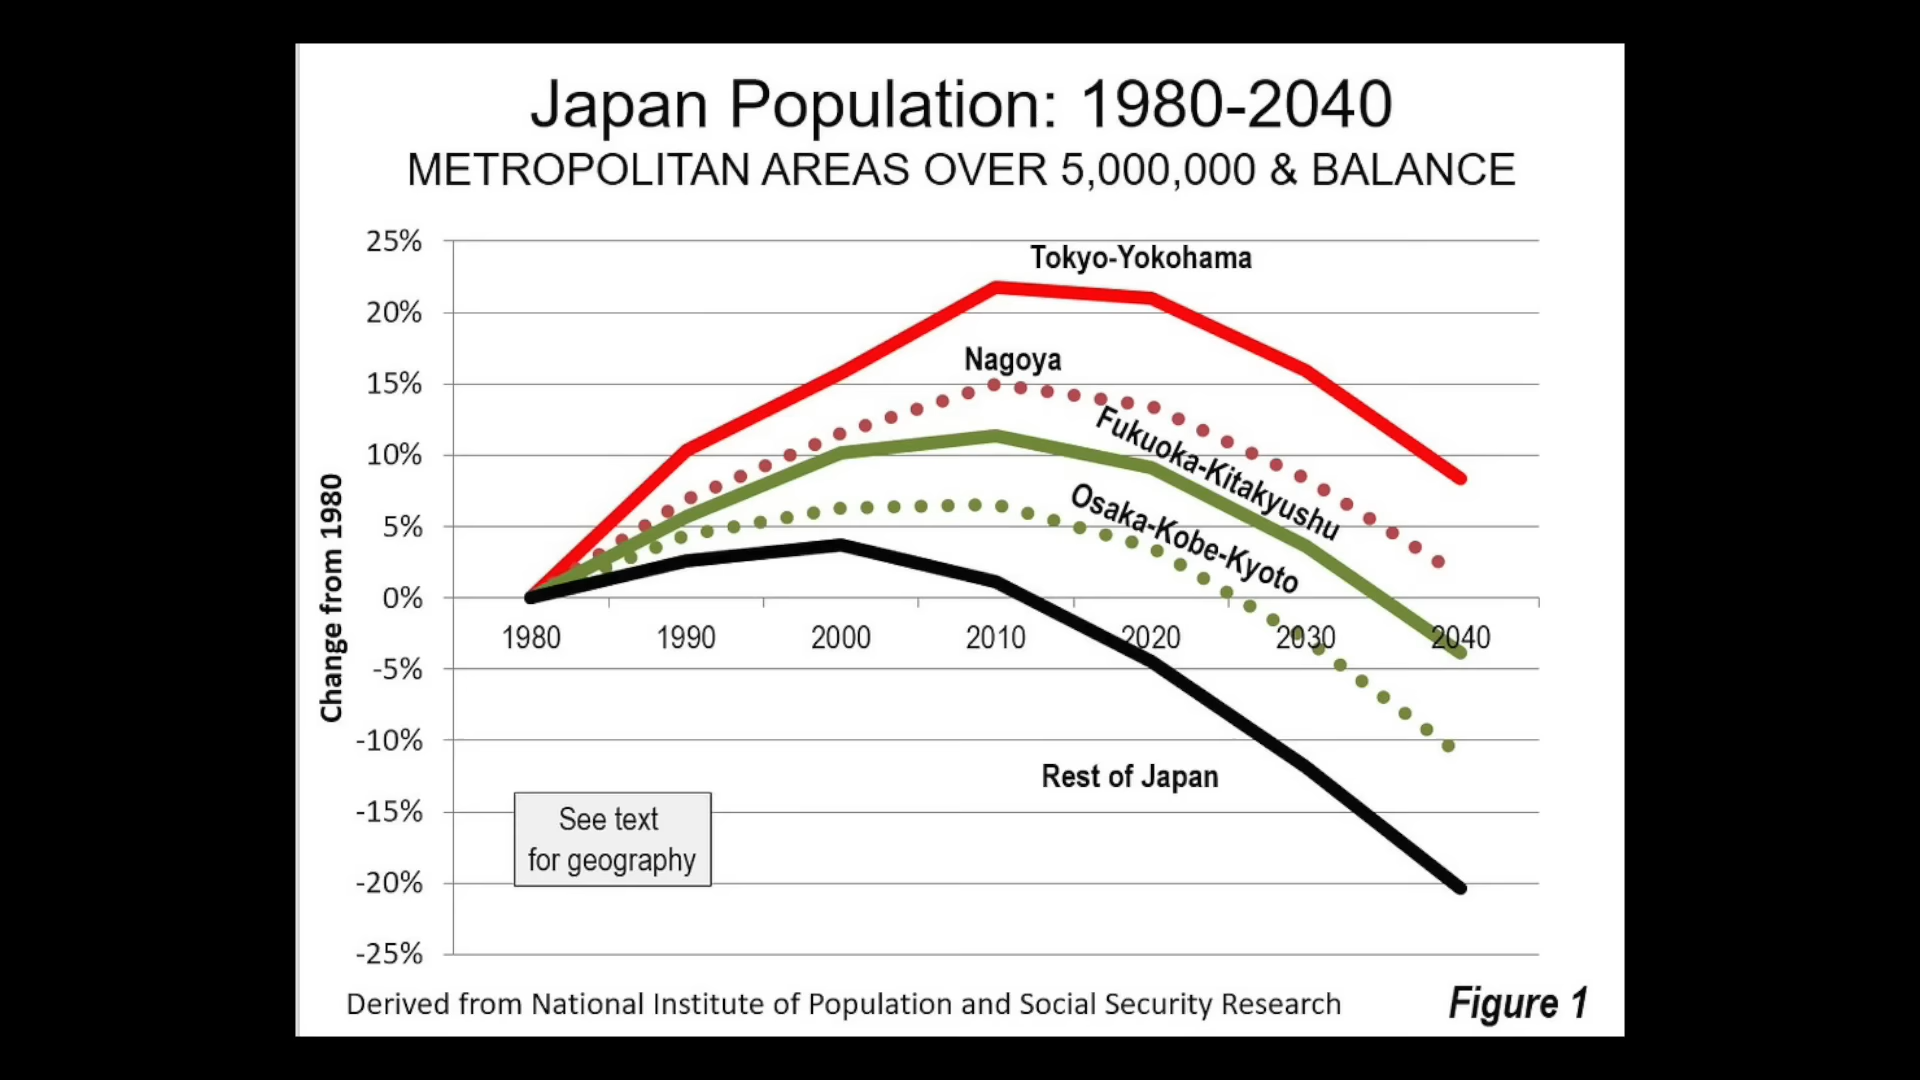 Japan Population: 1980-2040
METROPOLITAN AREAS OVER 5,000,000 & BALANCE
Change from 1980
25%
20%
15%
10%
5%
0%
-5%
-10%
-15%
-20%
-25%
Tokyo-Yokohama
Nagoya
Fukuoka-Kitakyushu
Osaka-Kobe-Kyoto
1980 1990 2000 2010 2020 2030 2040
Rest of Japan
See text
for geography
Derived from National Institute of Population and Social Security Research
Figure 1